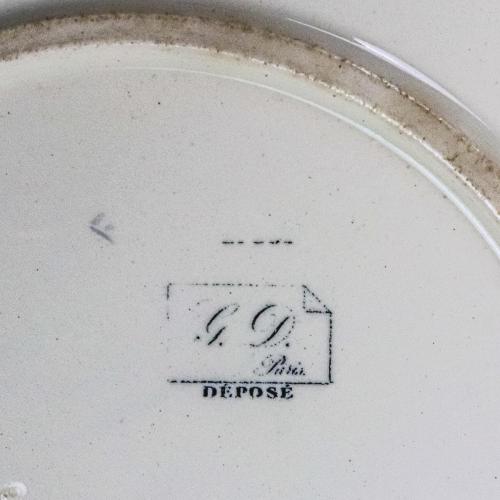 G. D.
Paris.
DÉPOSÉ